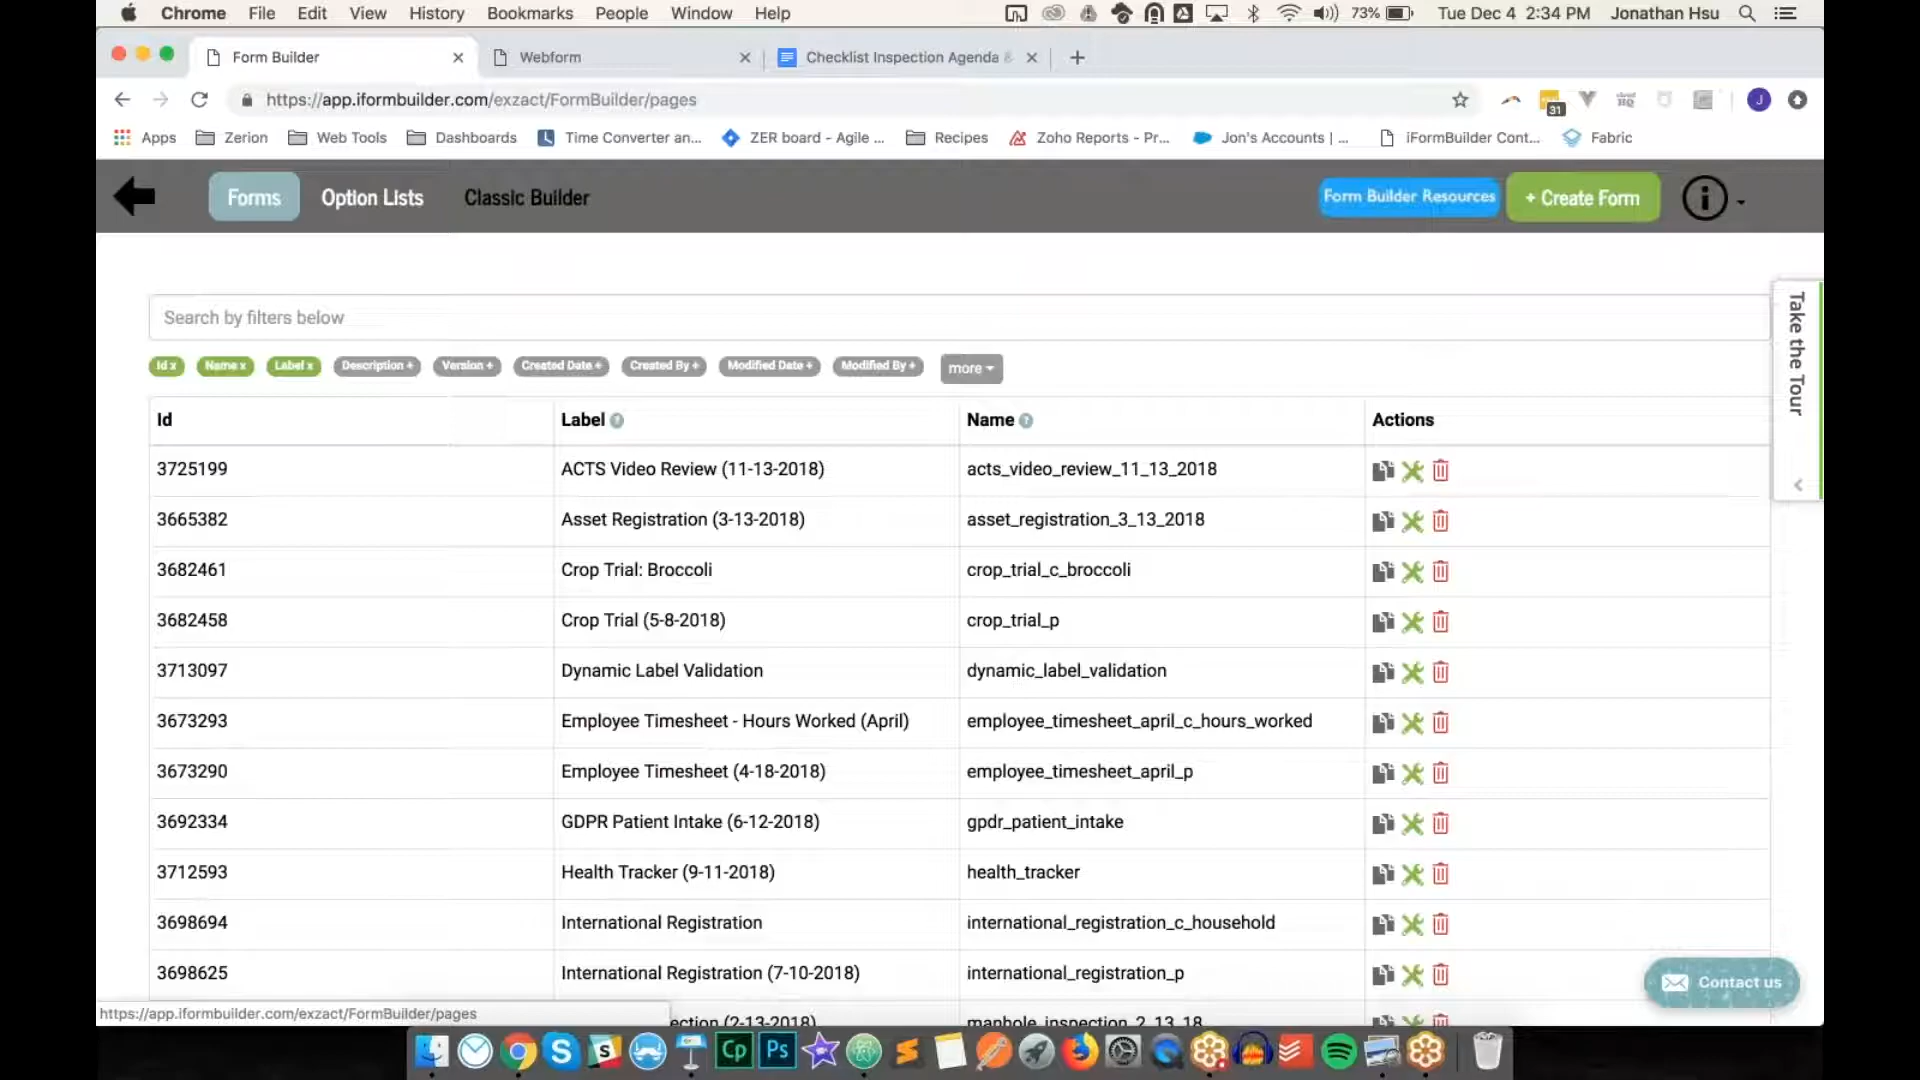 Chrome File Edit View History Bookmarks People Window Help 73% Tue Dec 4 2:34 PM Jonathan Hsu
Form Builder Webform Checklist Inspection Agenda &
https://app.iformbuilder.com/exzact/FormBuilder/pages 31 J
Apps Zerion Web Tools Dashboards Time Converter an... ZER board - Agile ... Recipes Zoho Reports - Pr... Jon's Accounts | ... iFormBuilder Cont... Fabric
Forms Option Lists Classic Builder Form Builder Resources + Create Form
Search by filters below
Take the Tour
Id x Name x Label x Description + Version + Created Date + Created By + Modified Date + Modified By + more
Id Label ? Name ? Actions
3725199 ACTS Video Review (11-13-2018) acts_video_review_11_13_2018
3665382 Asset Registration (3-13-2018) asset_registration_3_13_2018
3682461 Crop Trial: Broccoli crop_trial_c_broccoli
3682458 Crop Trial (5-8-2018) crop_trial_p
3713097 Dynamic Label Validation dynamic_label_validation
3673293 Employee Timesheet - Hours Worked (April) employee_timesheet_april_c_hours_worked
3673290 Employee Timesheet (4-18-2018) employee_timesheet_april_p
3692334 GDPR Patient Intake (6-12-2018) gpdr_patient_intake
3712593 Health Tracker (9-11-2018) health_tracker
3698694 International Registration international_registration_c_household
3698625 International Registration (7-10-2018) international_registration_p
Contact us
https://app.iformbuilder.com/exzact/FormBuilder/pages
ection (2-13-2018) manhole_inspection_2_13_18
Cp Ps